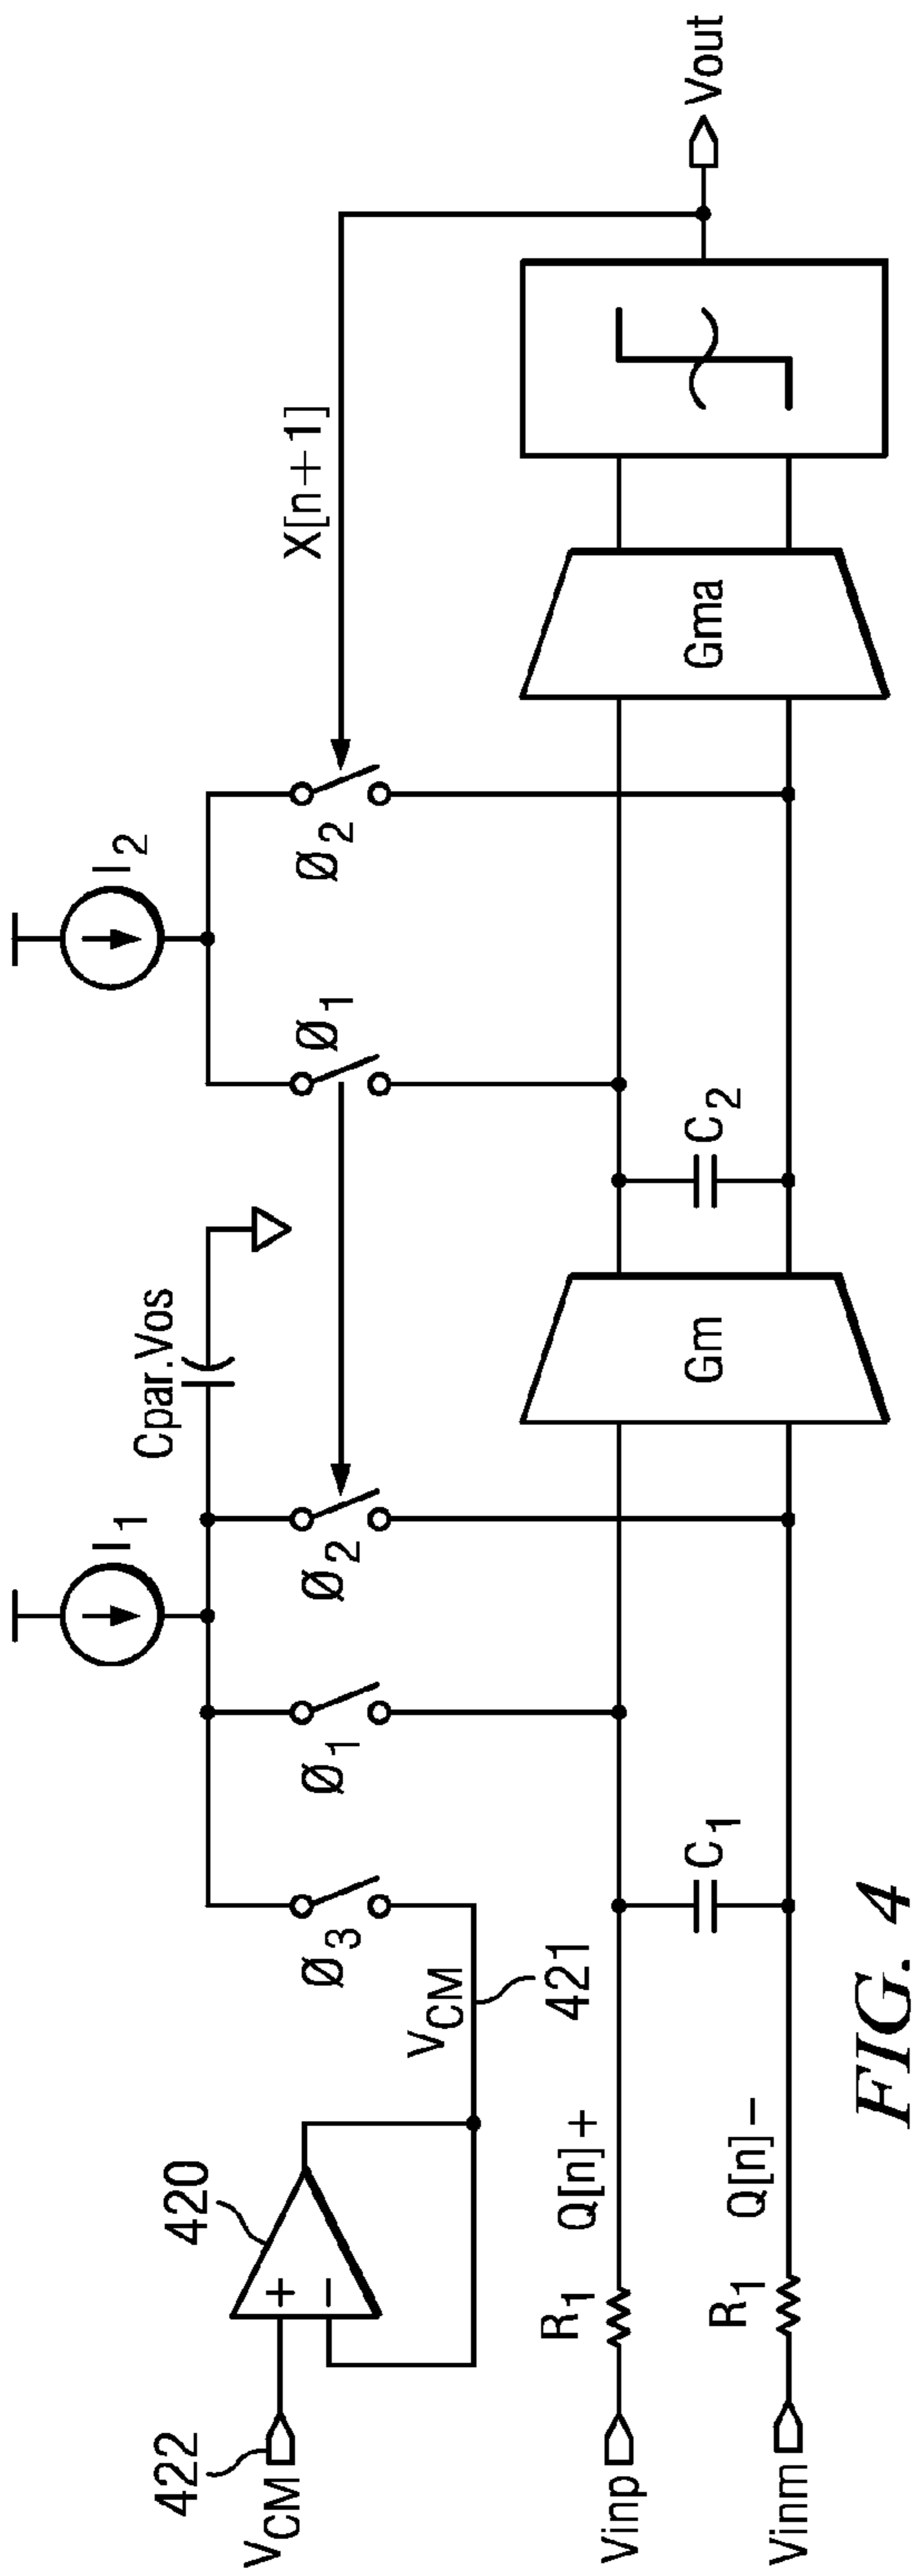 I1
I2
Cpar.Vos
X[n+1]
Ø3
Ø1
Ø2
Ø1
Ø2
420
422
VCM
+
−
VCM
421
Vinp
R1
Q[n]+
C1
Gm
C2
Gma
Vout
Vinm
R1
Q[n]−
FIG. 4